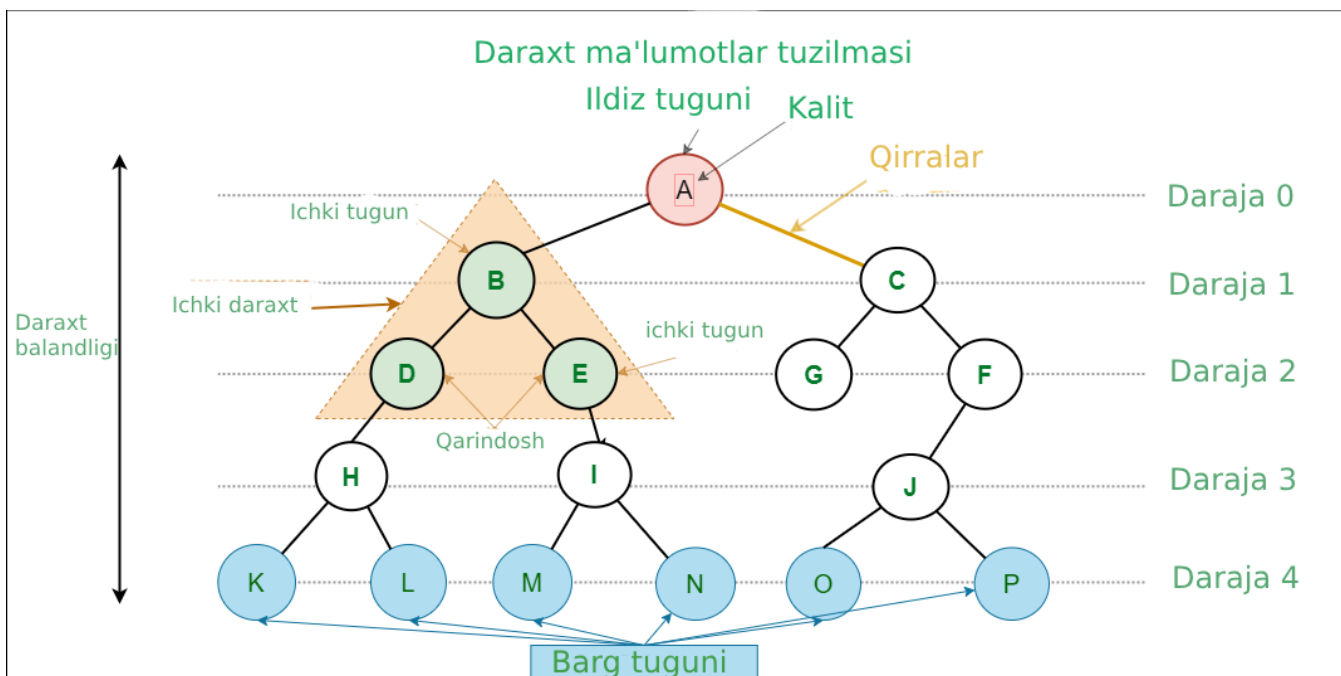 Daraxt ma'lumotlar tuzilmasi
Ildiz tuguni
Kalit
Qirralar
A
Daraja 0
Ichki tugun
B
C
Daraja 1
Ichki daraxt
Daraxt
balandligi
ichki tugun
D
E
G
F
Daraja 2
Qarindosh
H
I
J
Daraja 3
K
L
M
N
O
P
Daraja 4
Barg tuguni